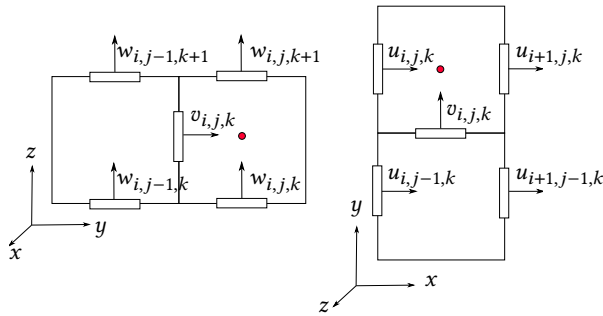 w_{i,j-1,k+1}
w_{i,j,k+1}
v_{i,j,k}
w_{i,j-1,k}
w_{i,j,k}
z
y
x
u_{i,j,k}
u_{i+1,j,k}
v_{i,j,k}
u_{i,j-1,k}
u_{i+1,j-1,k}
y
x
z